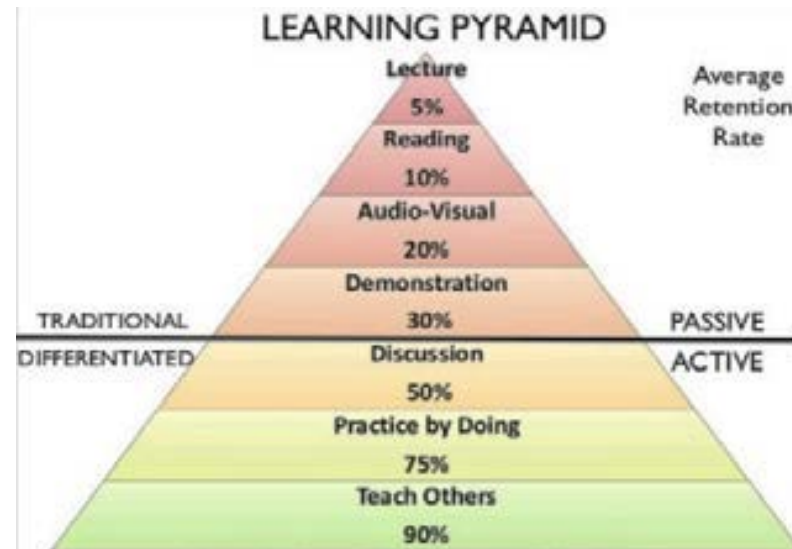 LEARNING PYRAMID
Lecture
5%
Average
Retention
Rate
Reading
10%
Audio-Visual
20%
Demonstration
30%
TRADITIONAL
PASSIVE
DIFFERENTIATED
ACTIVE
Discussion
50%
Practice by Doing
75%
Teach Others
90%